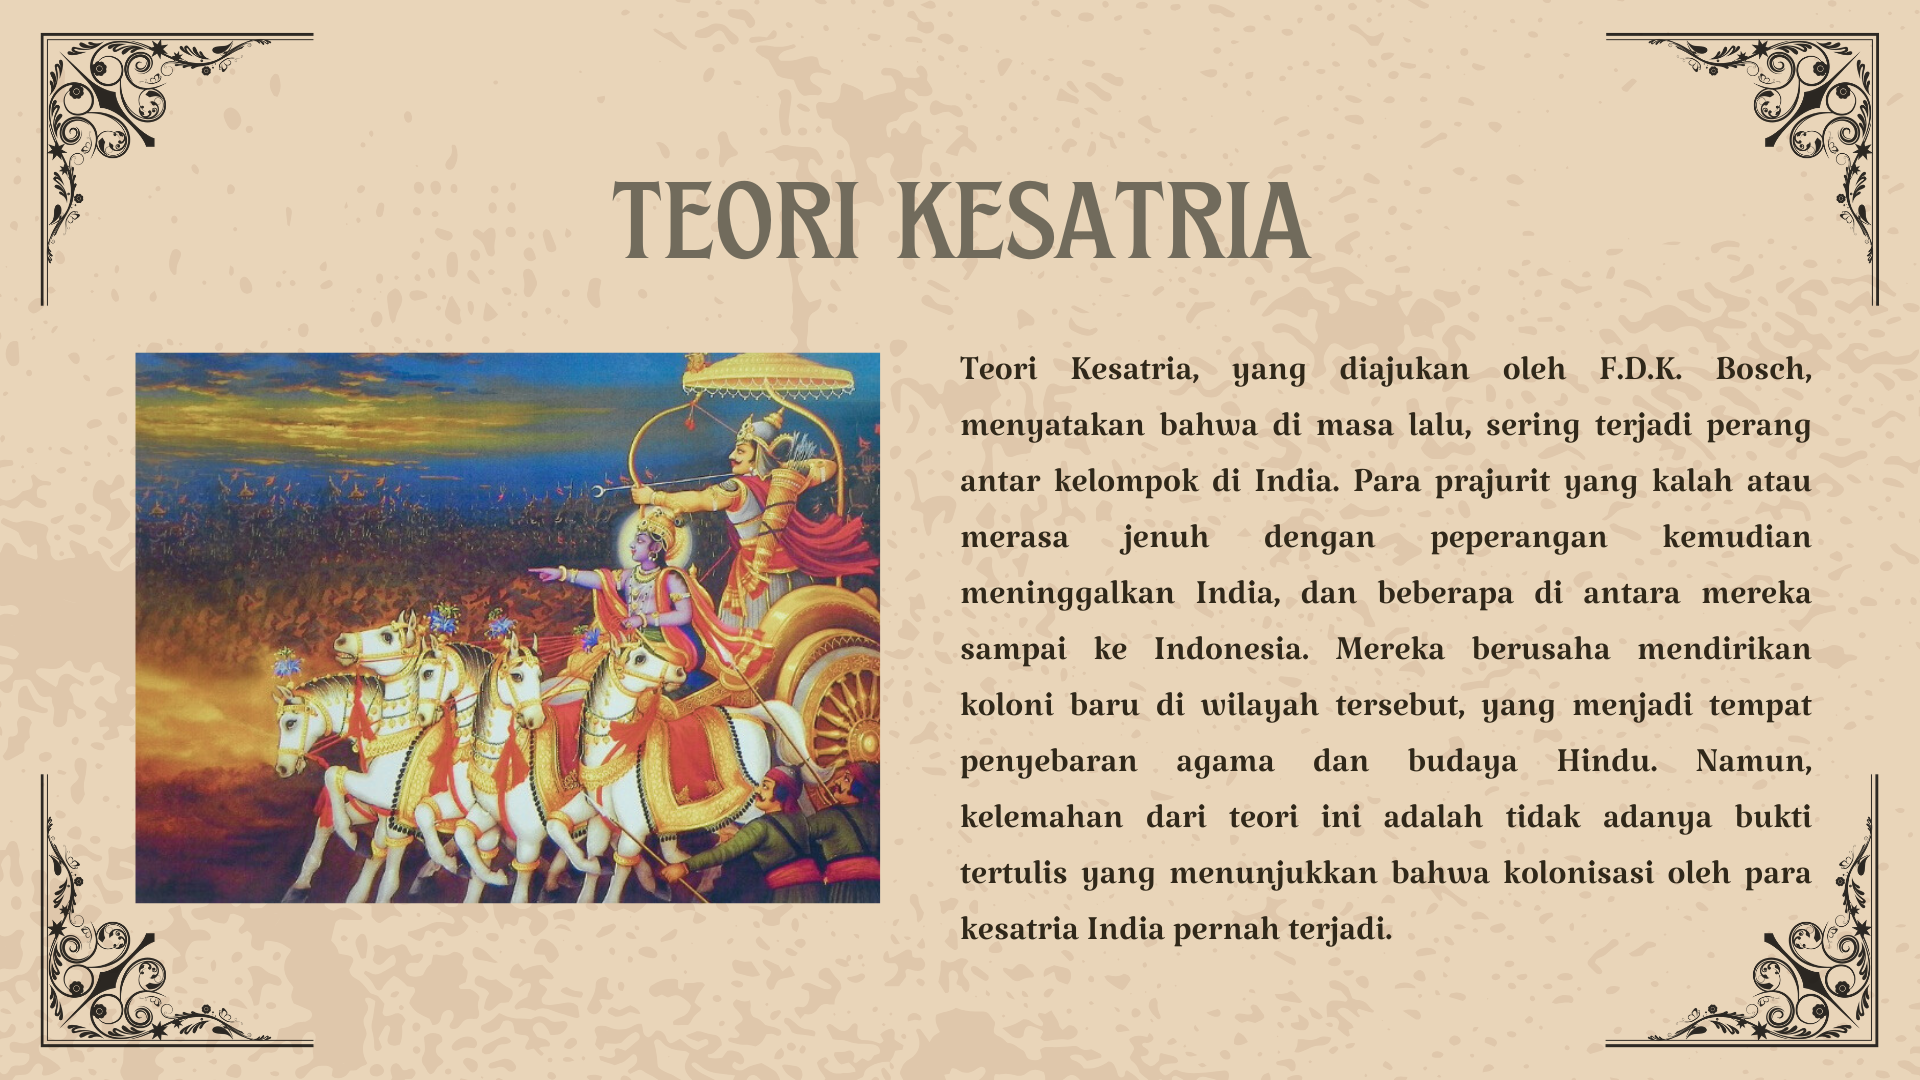 TEORI KESATRIA
Teori Kesatria, yang diajukan oleh F.D.K. Bosch,
menyatakan bahwa di masa lalu, sering terjadi perang
antar kelompok di India. Para prajurit yang kalah atau
merasa jenuh dengan peperangan kemudian
meninggalkan India, dan beberapa di antara mereka
sampai ke Indonesia. Mereka berusaha mendirikan
koloni baru di wilayah tersebut, yang menjadi tempat
penyebaran agama dan budaya Hindu. Namun,
kelemahan dari teori ini adalah tidak adanya bukti
tertulis yang menunjukkan bahwa kolonisasi oleh para
kesatria India pernah terjadi.